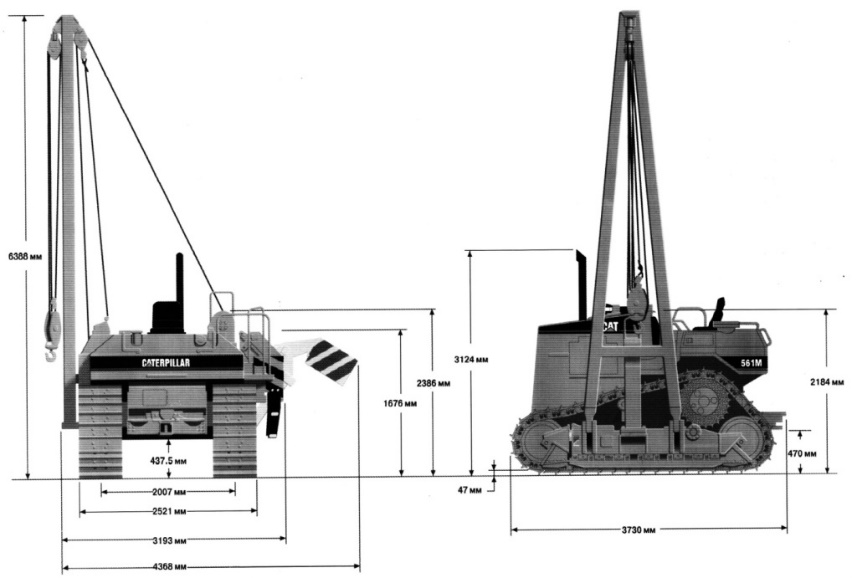 6388 мм
CATERPILLAR
437.5 мм
2007 мм
2521 мм
3193 мм
4368 мм
1676 мм
2386 мм
3124 мм
CAT
561M
2184 мм
470 мм
47 мм
3730 мм